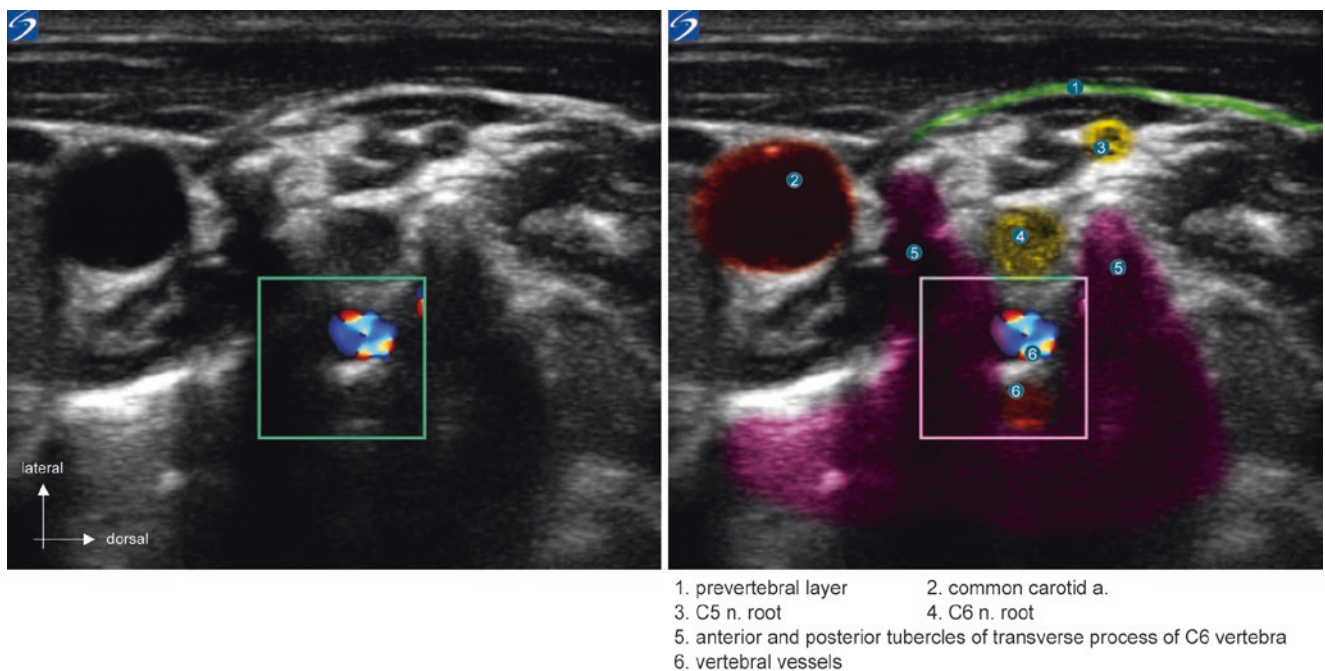 lateral
dorsal
1
2
3
4
5
5
6
6
1. prevertebral layer 2. common carotid a.
3. C5 n. root 4. C6 n. root
5. anterior and posterior tubercles of transverse process of C6 vertebra
6. vertebral vessels